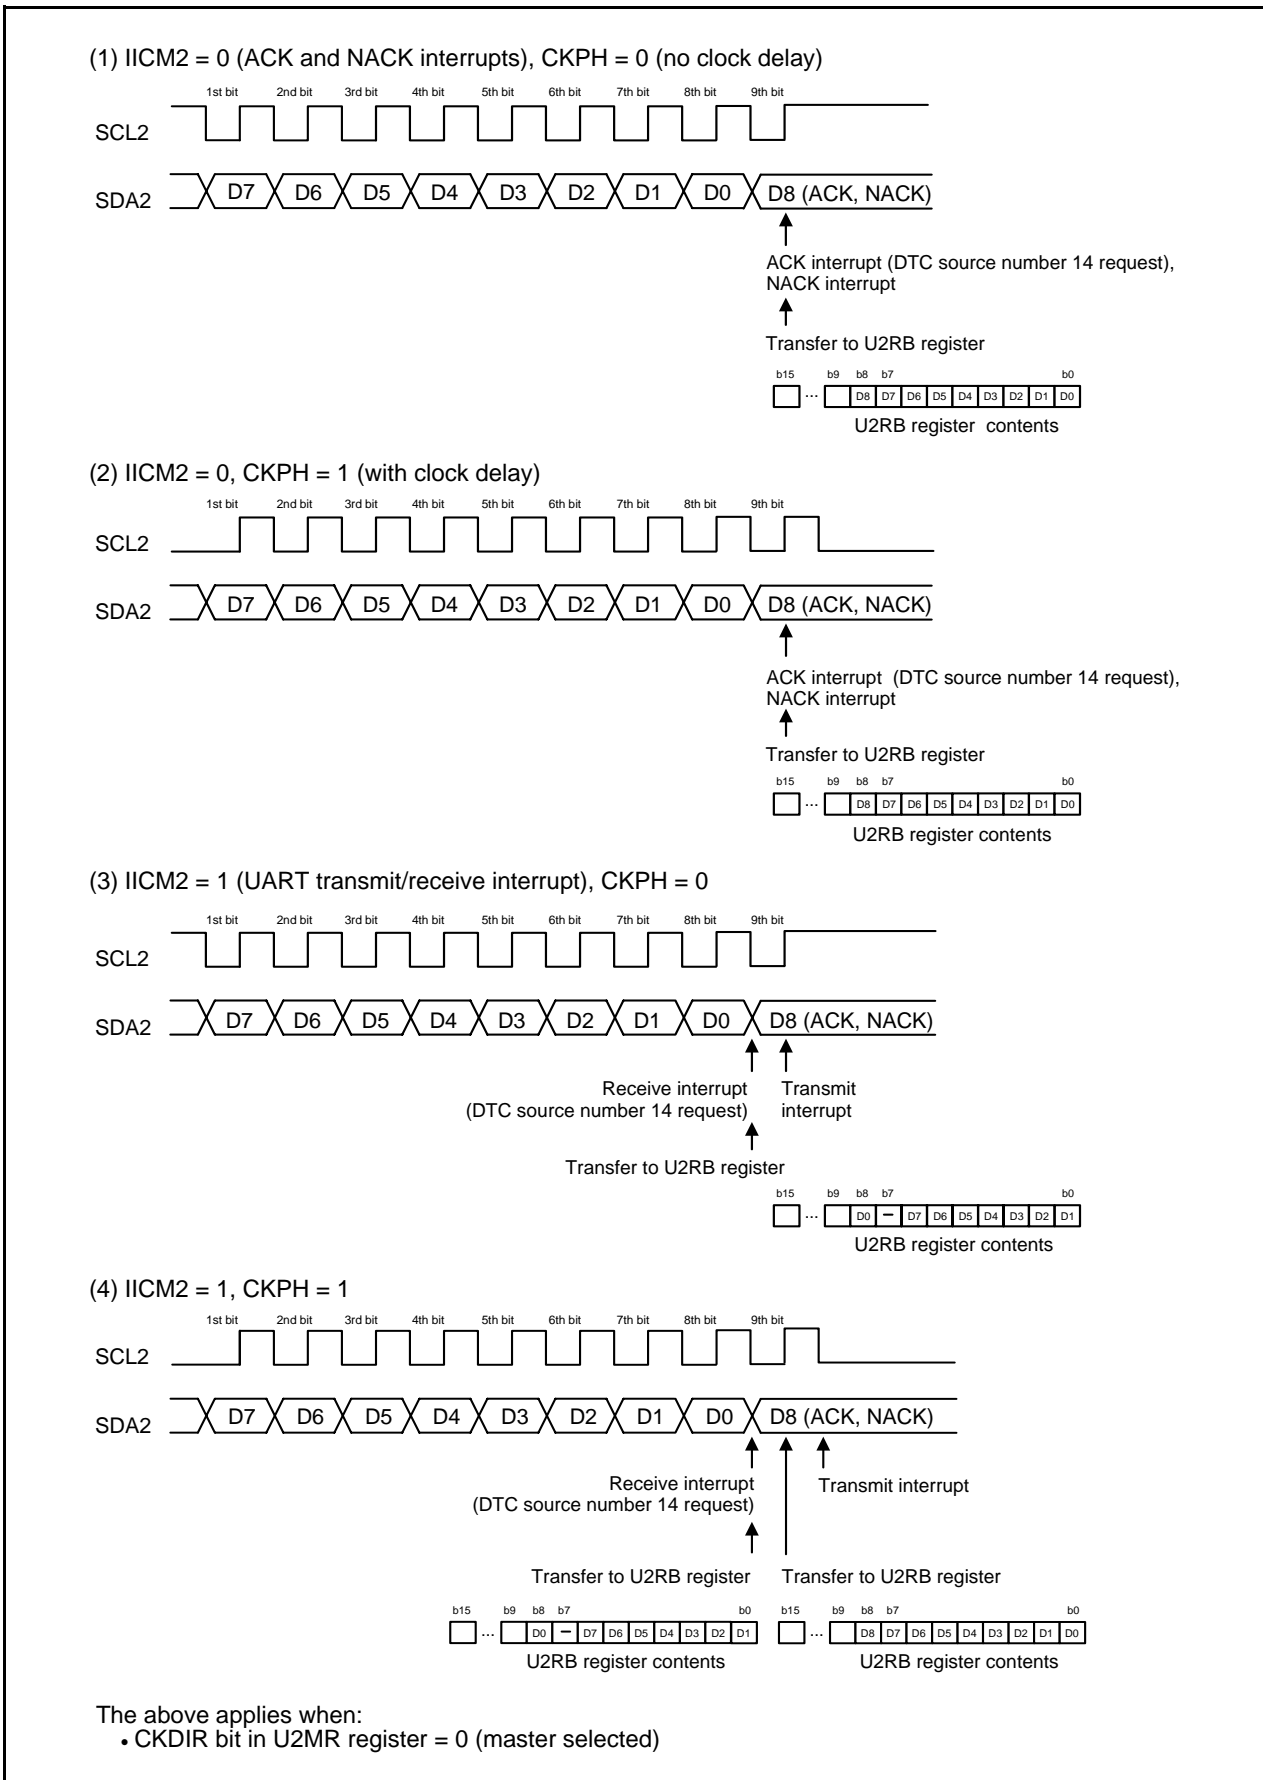 (1) IICM2 = 0 (ACK and NACK interrupts), CKPH = 0 (no clock delay)
1st bit 2nd bit 3rd bit 4th bit 5th bit 6th bit 7th bit 8th bit 9th bit
SCL2
SDA2 D7 D6 D5 D4 D3 D2 D1 D0 D8 (ACK, NACK)
ACK interrupt (DTC source number 14 request),
NACK interrupt
Transfer to U2RB register
b15 b9 b8 b7 b0
... D8 D7 D6 D5 D4 D3 D2 D1 D0
U2RB register contents
(2) IICM2 = 0, CKPH = 1 (with clock delay)
1st bit 2nd bit 3rd bit 4th bit 5th bit 6th bit 7th bit 8th bit 9th bit
SCL2
SDA2 D7 D6 D5 D4 D3 D2 D1 D0 D8 (ACK, NACK)
ACK interrupt (DTC source number 14 request),
NACK interrupt
Transfer to U2RB register
b15 b9 b8 b7 b0
... D8 D7 D6 D5 D4 D3 D2 D1 D0
U2RB register contents
(3) IICM2 = 1 (UART transmit/receive interrupt), CKPH = 0
1st bit 2nd bit 3rd bit 4th bit 5th bit 6th bit 7th bit 8th bit 9th bit
SCL2
SDA2 D7 D6 D5 D4 D3 D2 D1 D0 D8 (ACK, NACK)
Receive interrupt Transmit
(DTC source number 14 request) interrupt
Transfer to U2RB register
b15 b9 b8 b7 b0
... D0 – D7 D6 D5 D4 D3 D2 D1
U2RB register contents
(4) IICM2 = 1, CKPH = 1
1st bit 2nd bit 3rd bit 4th bit 5th bit 6th bit 7th bit 8th bit 9th bit
SCL2
SDA2 D7 D6 D5 D4 D3 D2 D1 D0 D8 (ACK, NACK)
Receive interrupt Transmit interrupt
(DTC source number 14 request)
Transfer to U2RB register Transfer to U2RB register
b15 b9 b8 b7 b0 b15 b9 b8 b7 b0
... D0 – D7 D6 D5 D4 D3 D2 D1 ... D8 D7 D6 D5 D4 D3 D2 D1 D0
U2RB register contents U2RB register contents
The above applies when:
• CKDIR bit in U2MR register = 0 (master selected)